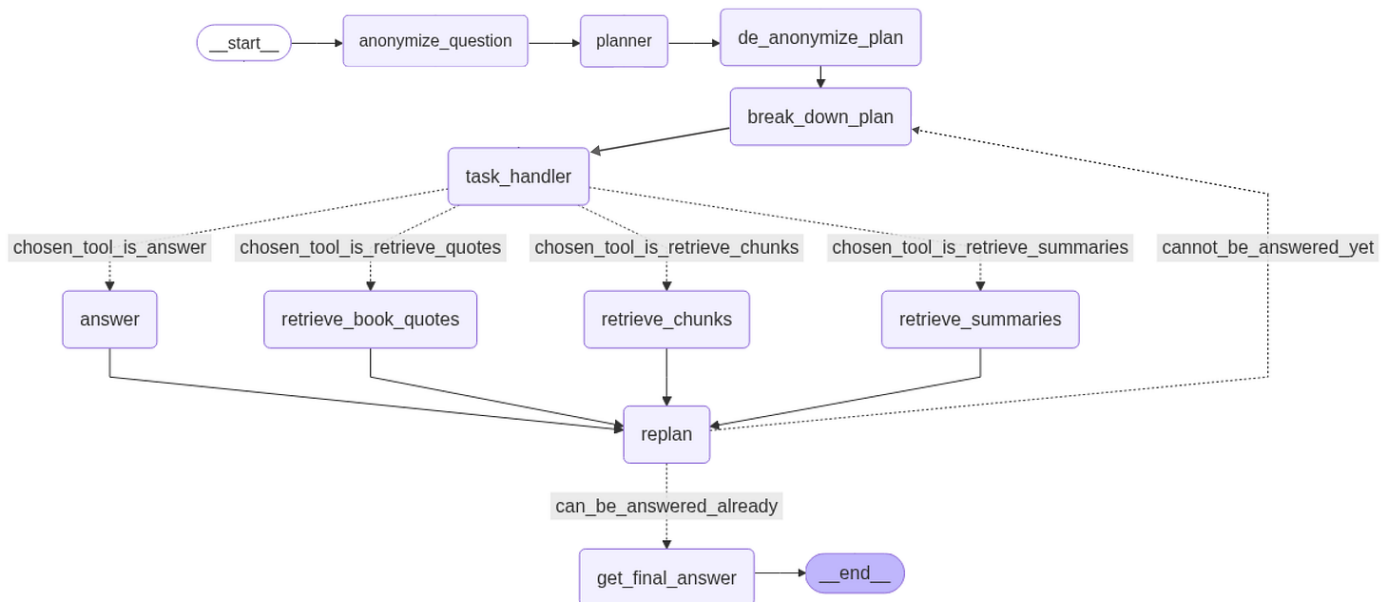 __start__
anonymize_question
planner
de_anonymize_plan
break_down_plan
task_handler
chosen_tool_is_answer
chosen_tool_is_retrieve_quotes
chosen_tool_is_retrieve_chunks
chosen_tool_is_retrieve_summaries
cannot_be_answered_yet
answer
retrieve_book_quotes
retrieve_chunks
retrieve_summaries
replan
can_be_answered_already
get_final_answer
__end__